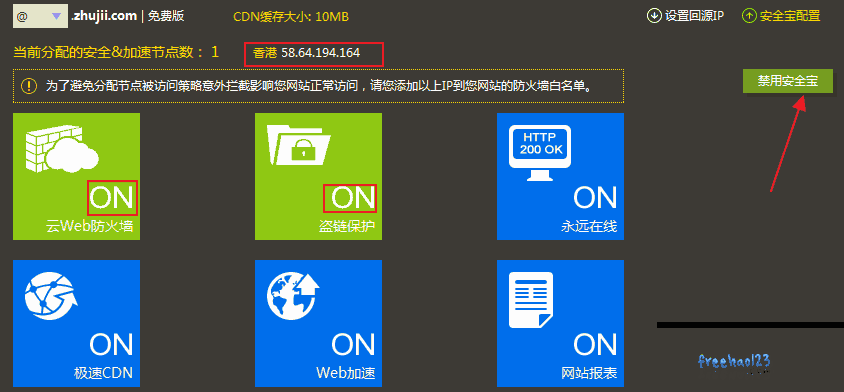 @ .zhujii.com | 免费版 CDN缓存大小: 10MB 设置回源IP 安全宝配置
当前分配的安全&加速节点数： 1 香港 58.64.194.164
为了避免分配节点被访问策略意外拦截影响您网站正常访问，请您添加以上IP到您网站的防火墙白名单。
禁用安全宝
HTTP
200 OK
ON ON ON
云Web防火墙 盗链保护 永远在线
ON ON ON
极速CDN Web加速 网站报表
freehao123